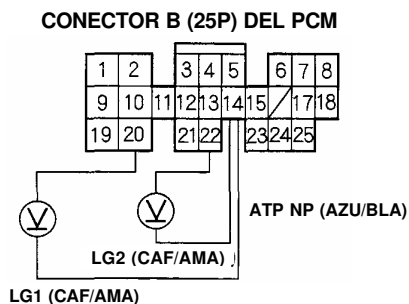 CONECTOR B (25P) DEL PCM
1 2 3 4 5 6 7 8
9 10 11 12 13 14 15 17 18
19 20 21 22 23 24 25
V V
ATP NP (AZU/BLA)
LG2 (CAF/AMA)
LG1 (CAF/AMA)